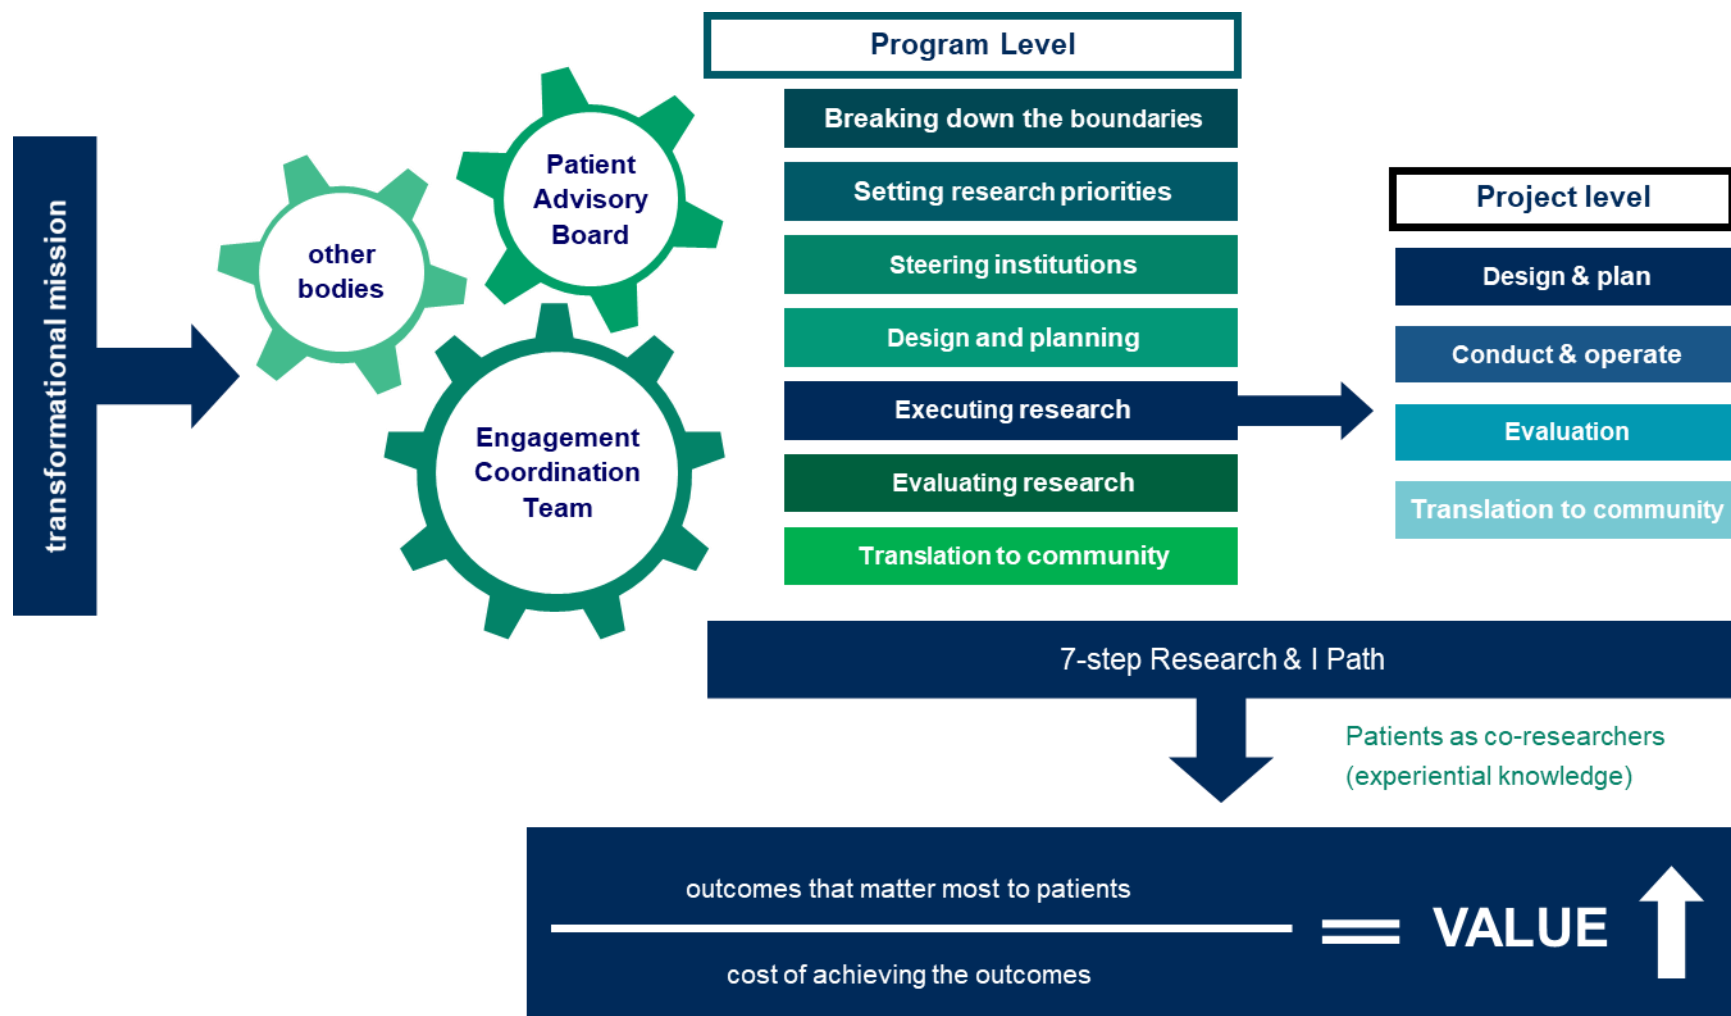 transformational mission
other
bodies
Patient
Advisory
Board
Engagement
Coordination
Team
Program Level
Breaking down the boundaries
Setting research priorities
Steering institutions
Design and planning
Executing research
Evaluating research
Translation to community
Project level
Design & plan
Conduct & operate
Evaluation
Translation to community
7-step Research & I Path
Patients as co-researchers
(experiential knowledge)
outcomes that matter most to patients
cost of achieving the outcomes
= VALUE